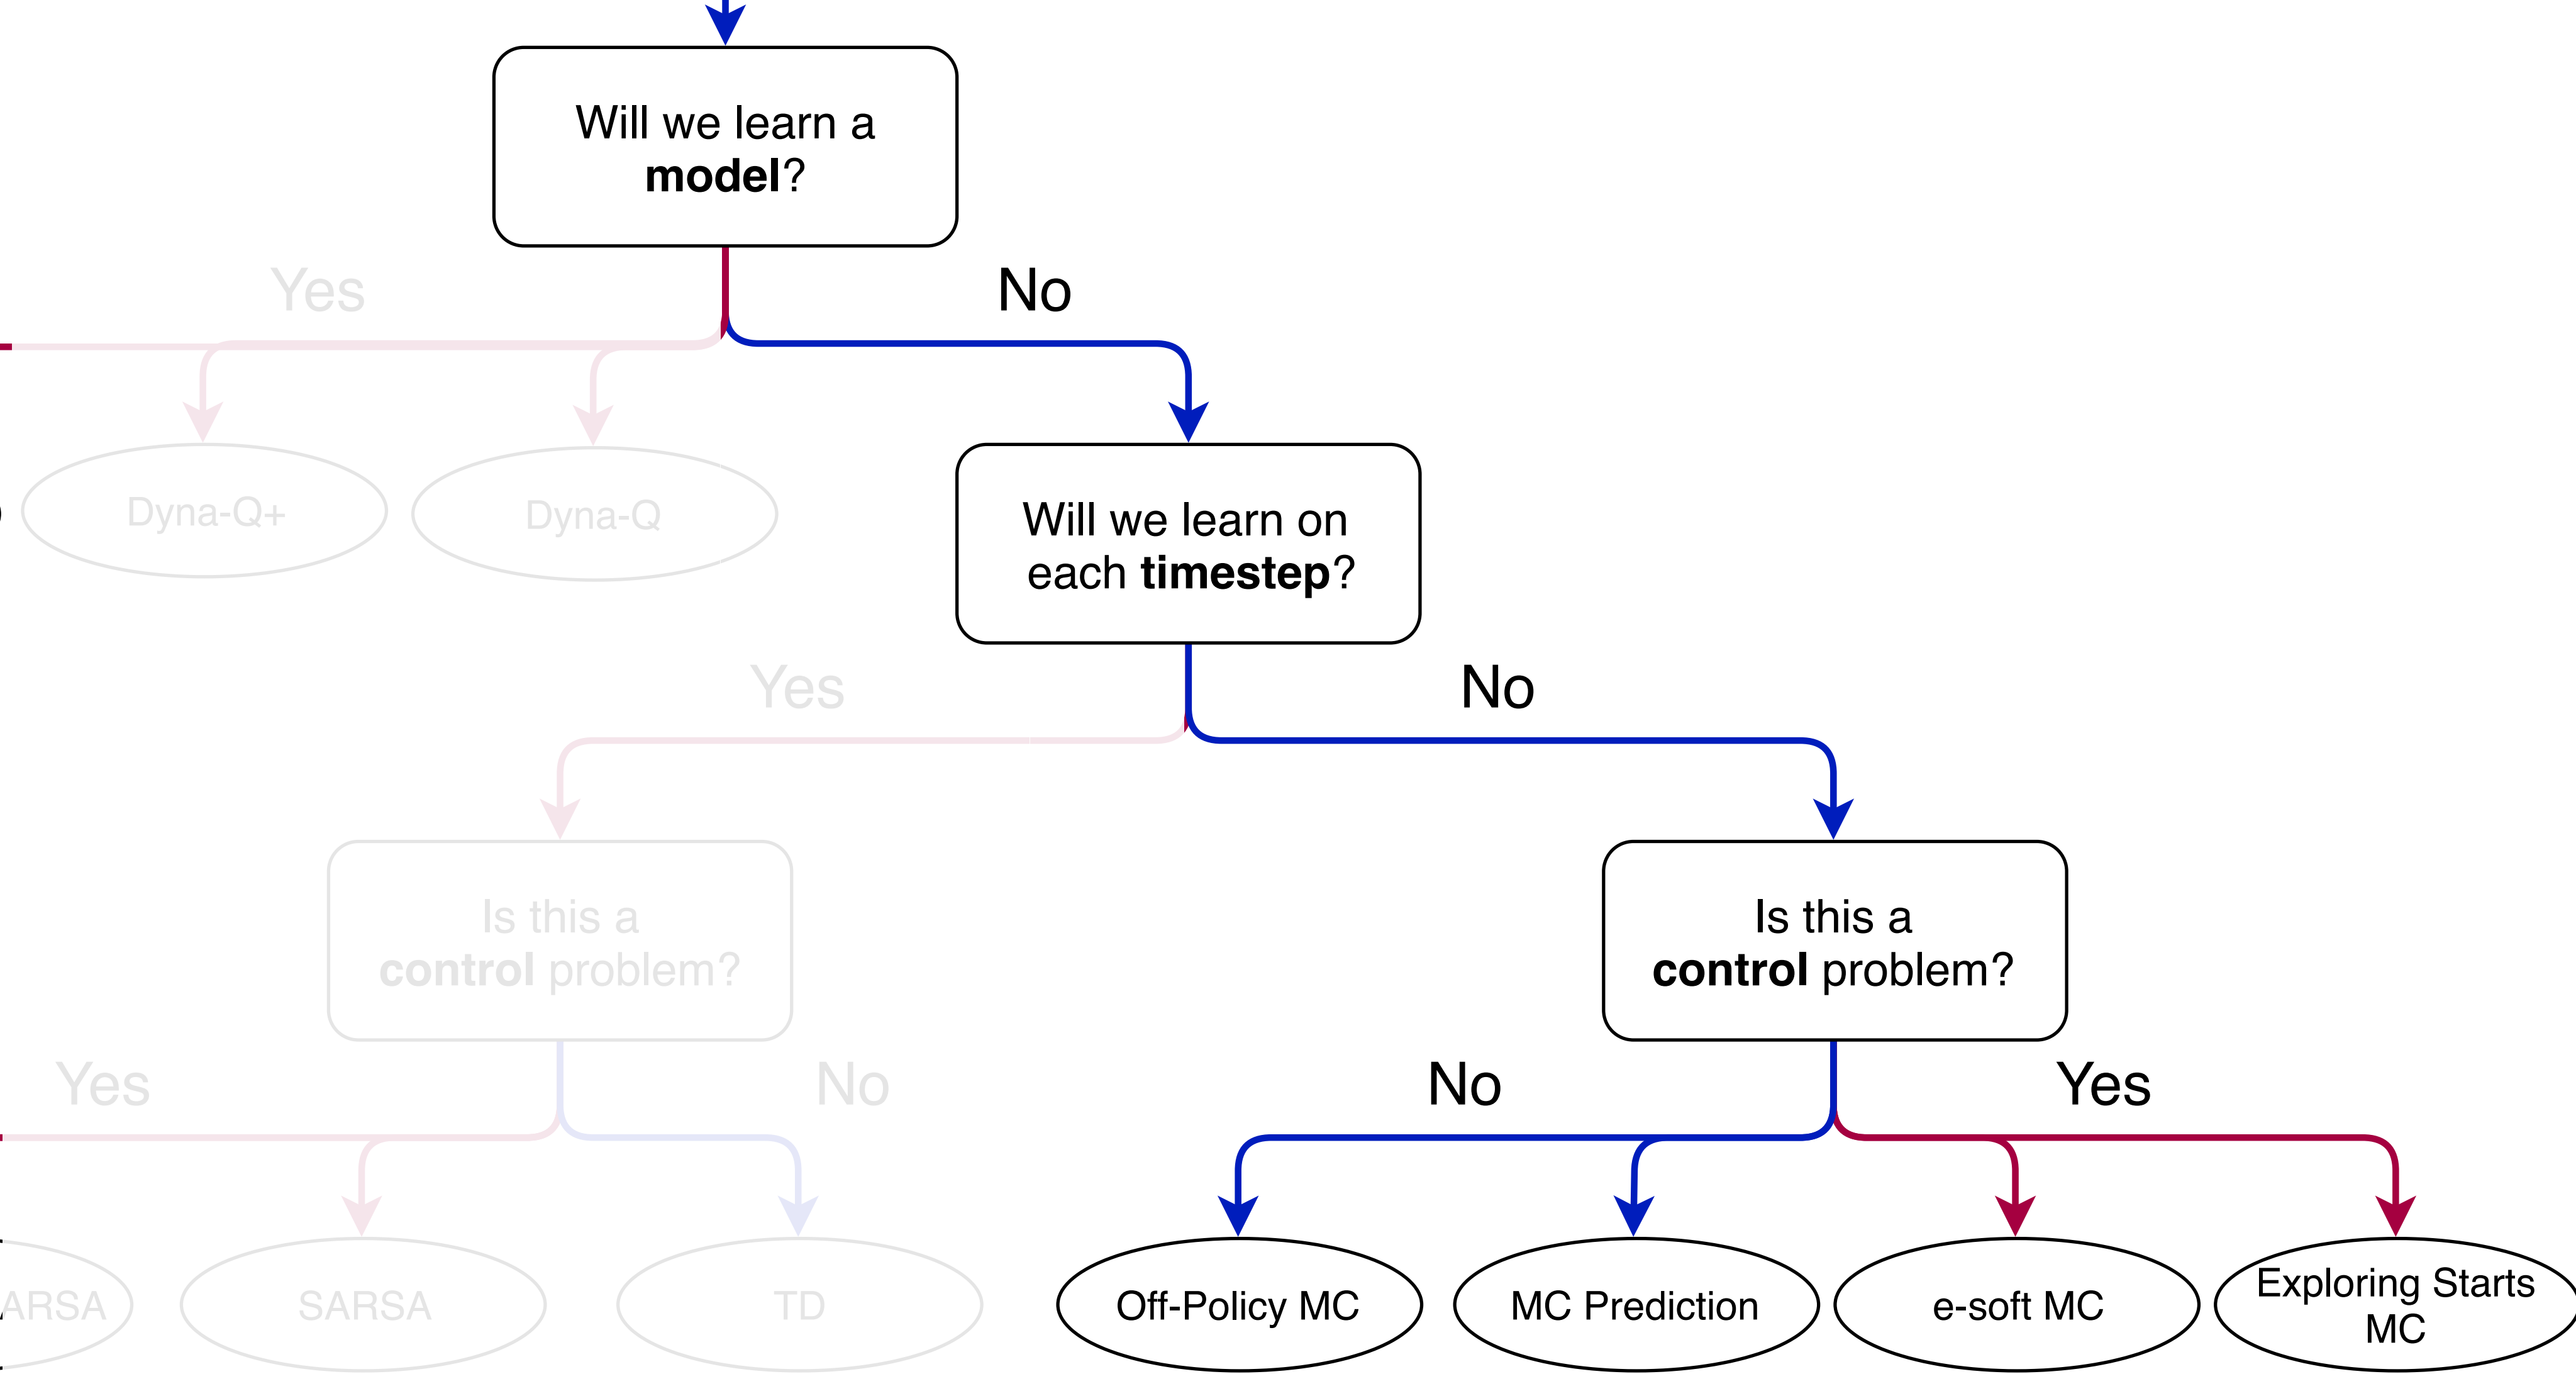 Will we learn a
model?
Yes
No
Dyna-Q+
Dyna-Q
Will we learn on
each timestep?
Yes
No
Is this a
control problem?
Is this a
control problem?
Yes
No
No
Yes
ARSA
SARSA
TD
Off-Policy MC
MC Prediction
e-soft MC
Exploring Starts
MC